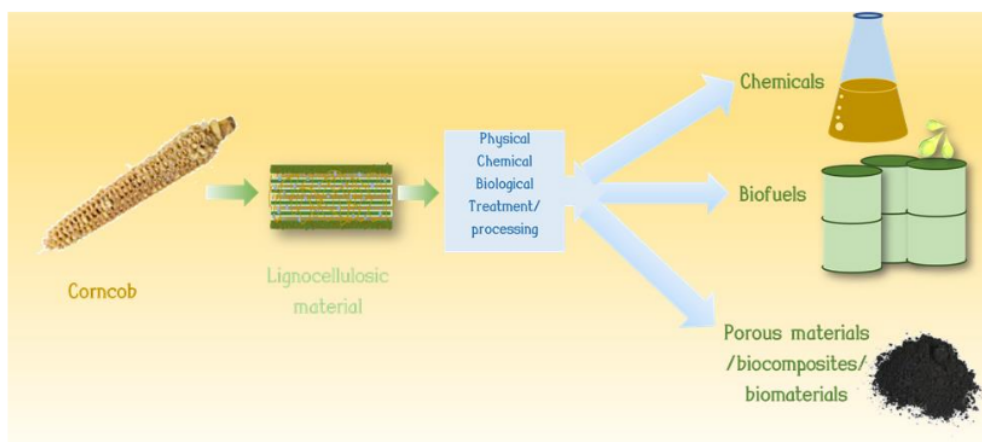 Corncob
Lignocellulosic
material
Physical
Chemical
Biological
Treatment/
processing
Chemicals
Biofuels
Porous materials
/biocomposites/
biomaterials